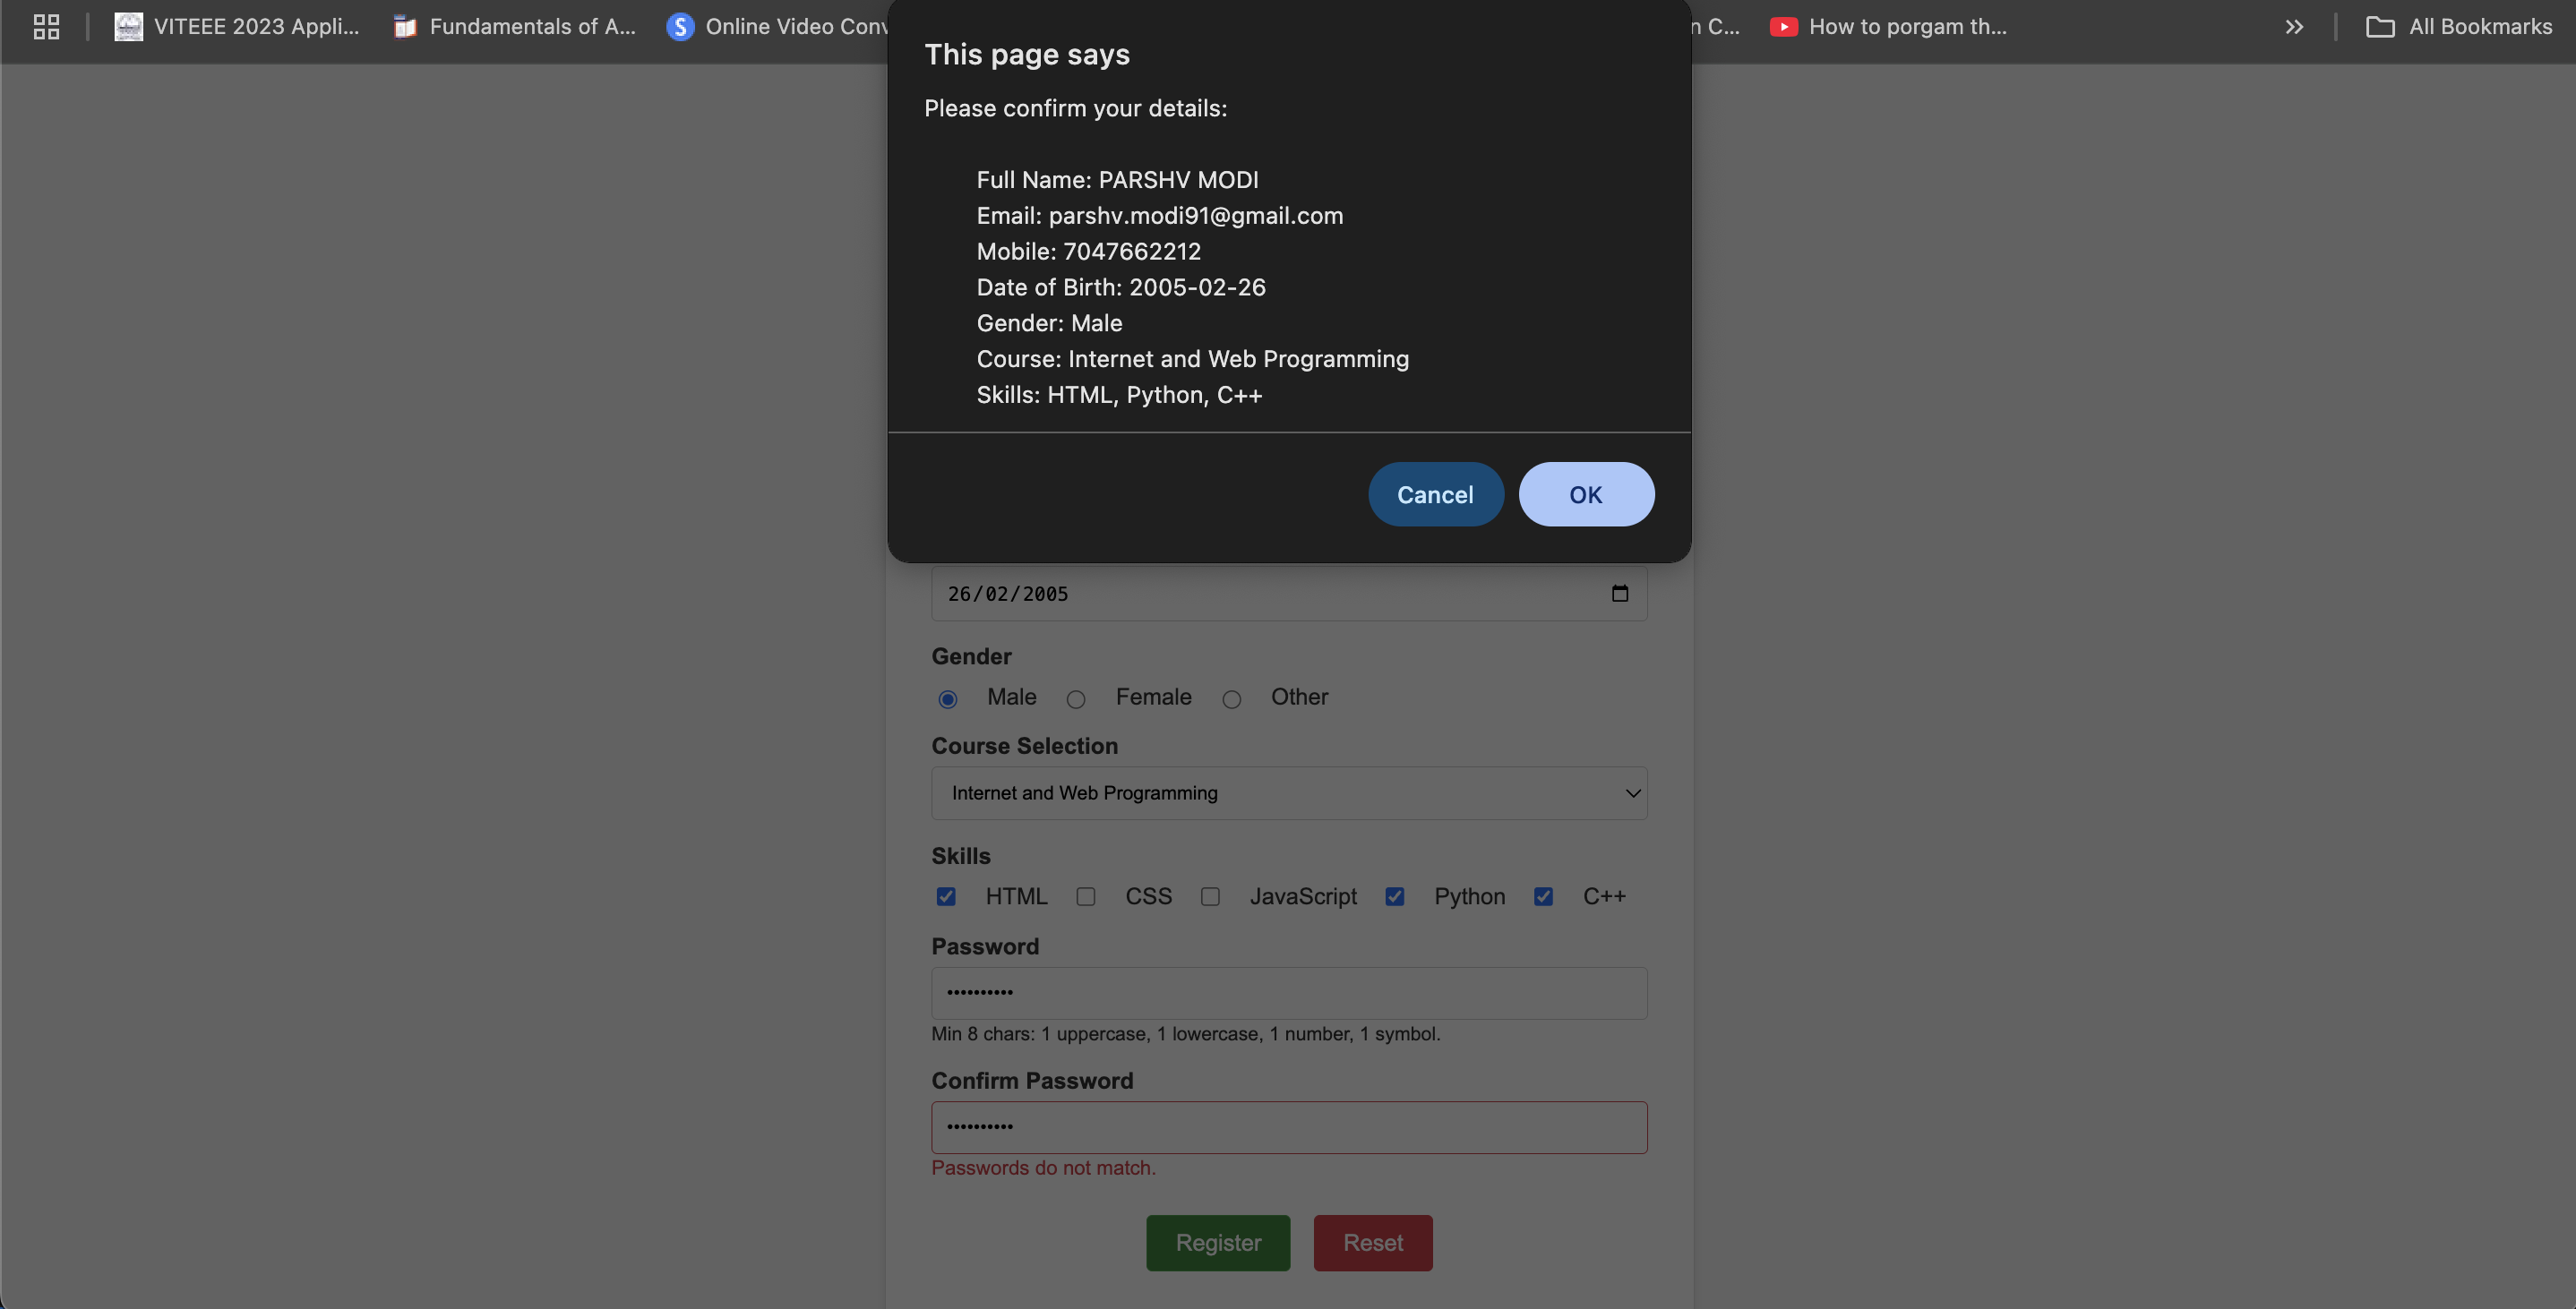 VITEEE 2023 Appli...
Fundamentals of A...
Online Video Conv
n C...
How to porgam th...
All Bookmarks
This page says
Please confirm your details:
Full Name: PARSHV MODI
Email: parshv.modi91@gmail.com
Mobile: 7047662212
Date of Birth: 2005-02-26
Gender: Male
Course: Internet and Web Programming
Skills: HTML, Python, C++
Cancel OK
26/02/2005
Gender
Male Female Other
Course Selection
Internet and Web Programming
Skills
HTML CSS JavaScript Python C++
Password
••••••••••
Min 8 chars: 1 uppercase, 1 lowercase, 1 number, 1 symbol.
Confirm Password
••••••••••
Passwords do not match.
Register Reset